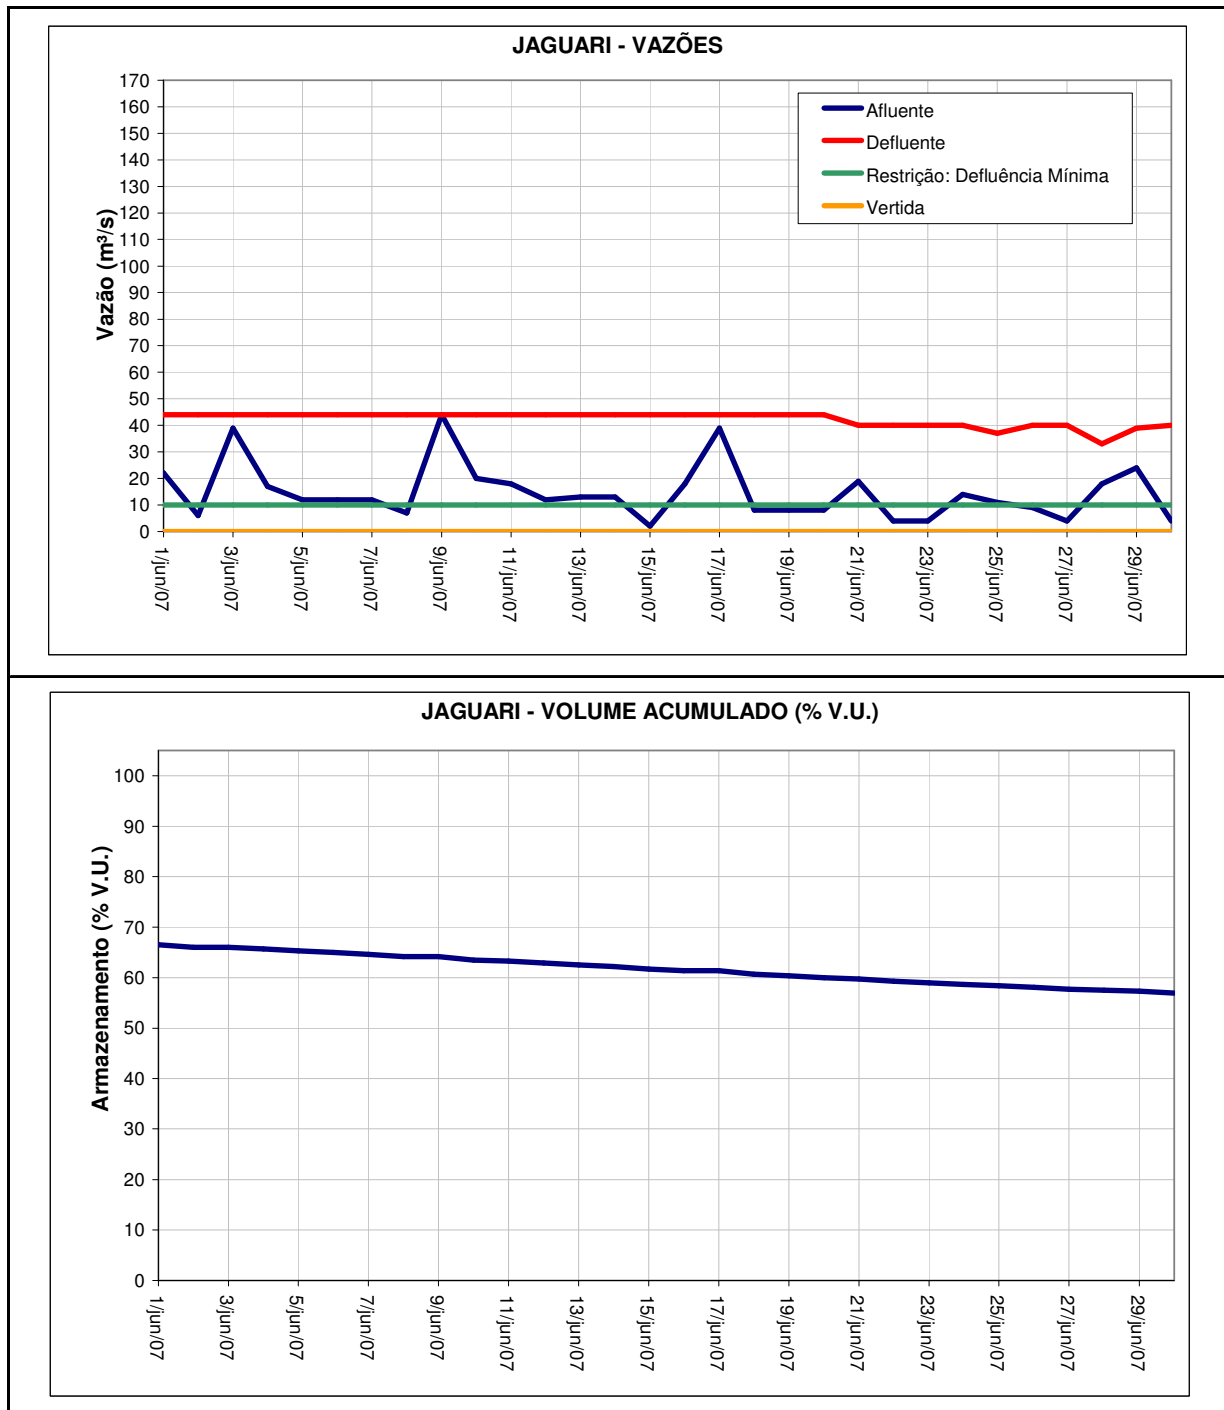 JAGUARI - VAZÕES
Vazão (m³/s)
170
160
150
140
130
120
110
100
90
80
70
60
50
40
30
20
10
0
Afluente
Defluente
Restrição: Defluência Mínima
Vertida
1/jun/07
3/jun/07
5/jun/07
7/jun/07
9/jun/07
11/jun/07
13/jun/07
15/jun/07
17/jun/07
19/jun/07
21/jun/07
23/jun/07
25/jun/07
27/jun/07
29/jun/07
JAGUARI - VOLUME ACUMULADO (% V.U.)
Armazenamento (% V.U.)
100
90
80
70
60
50
40
30
20
10
0
1/jun/07
3/jun/07
5/jun/07
7/jun/07
9/jun/07
11/jun/07
13/jun/07
15/jun/07
17/jun/07
19/jun/07
21/jun/07
23/jun/07
25/jun/07
27/jun/07
29/jun/07